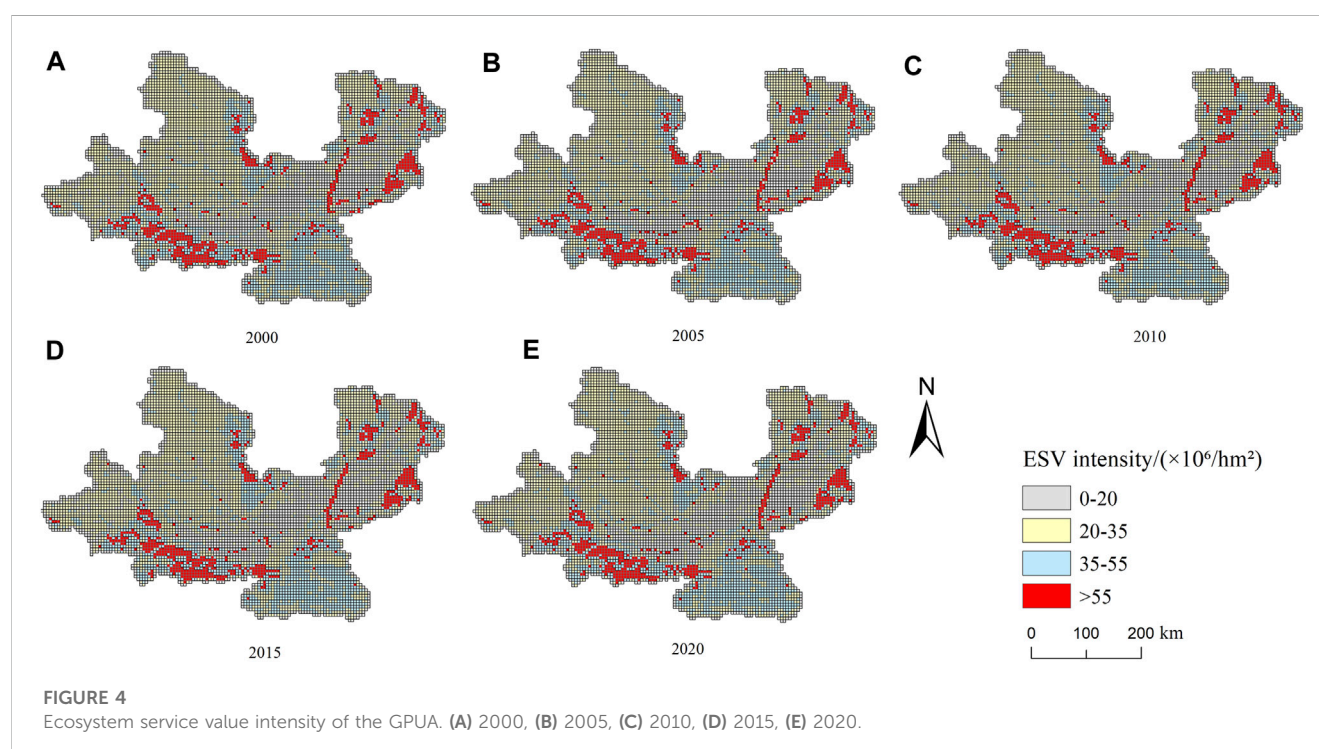 A
B
C
2000
2005
2010
D
E
N
ESV intensity/(×10⁶/hm²)
0-20
20-35
35-55
>55
0 100 200 km
2015
2020
FIGURE 4
Ecosystem service value intensity of the GPUA. (A) 2000, (B) 2005, (C) 2010, (D) 2015, (E) 2020.